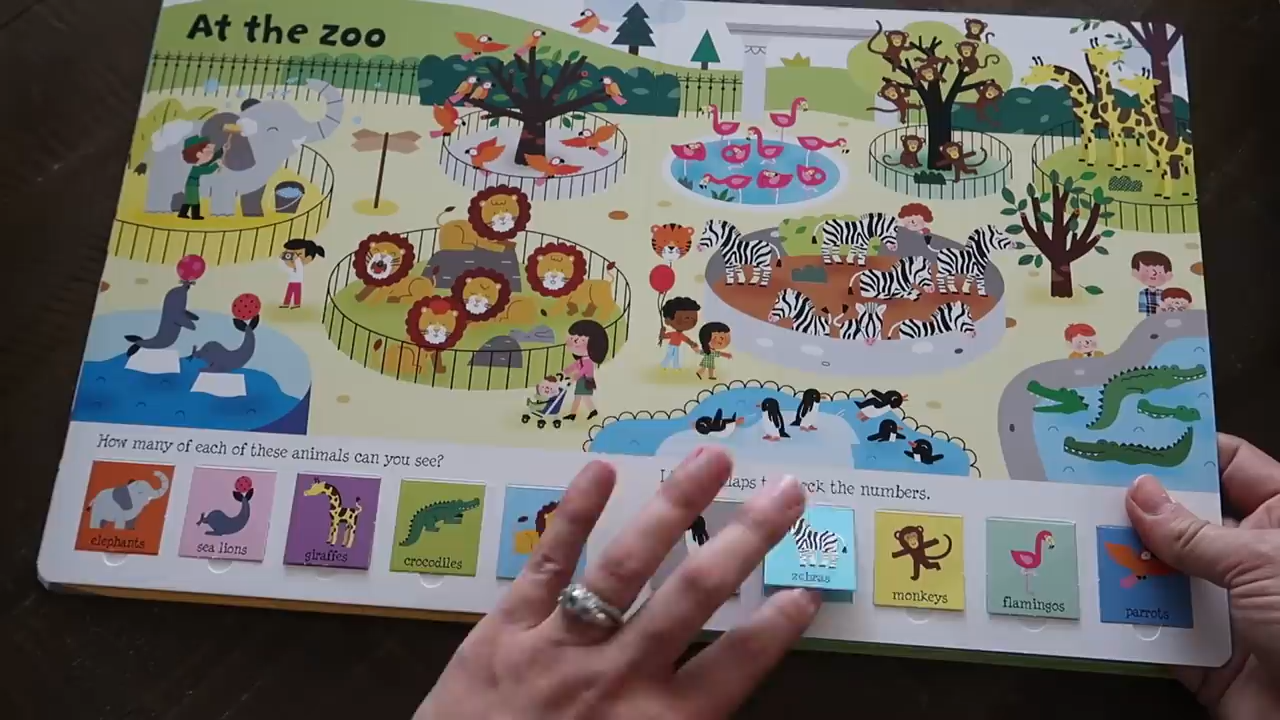 At the zoo
How many of each of these animals can you see?
the numbers.
elephants
sea lions
giraffes
crocodiles
zebras
monkeys
flamingos
parrots